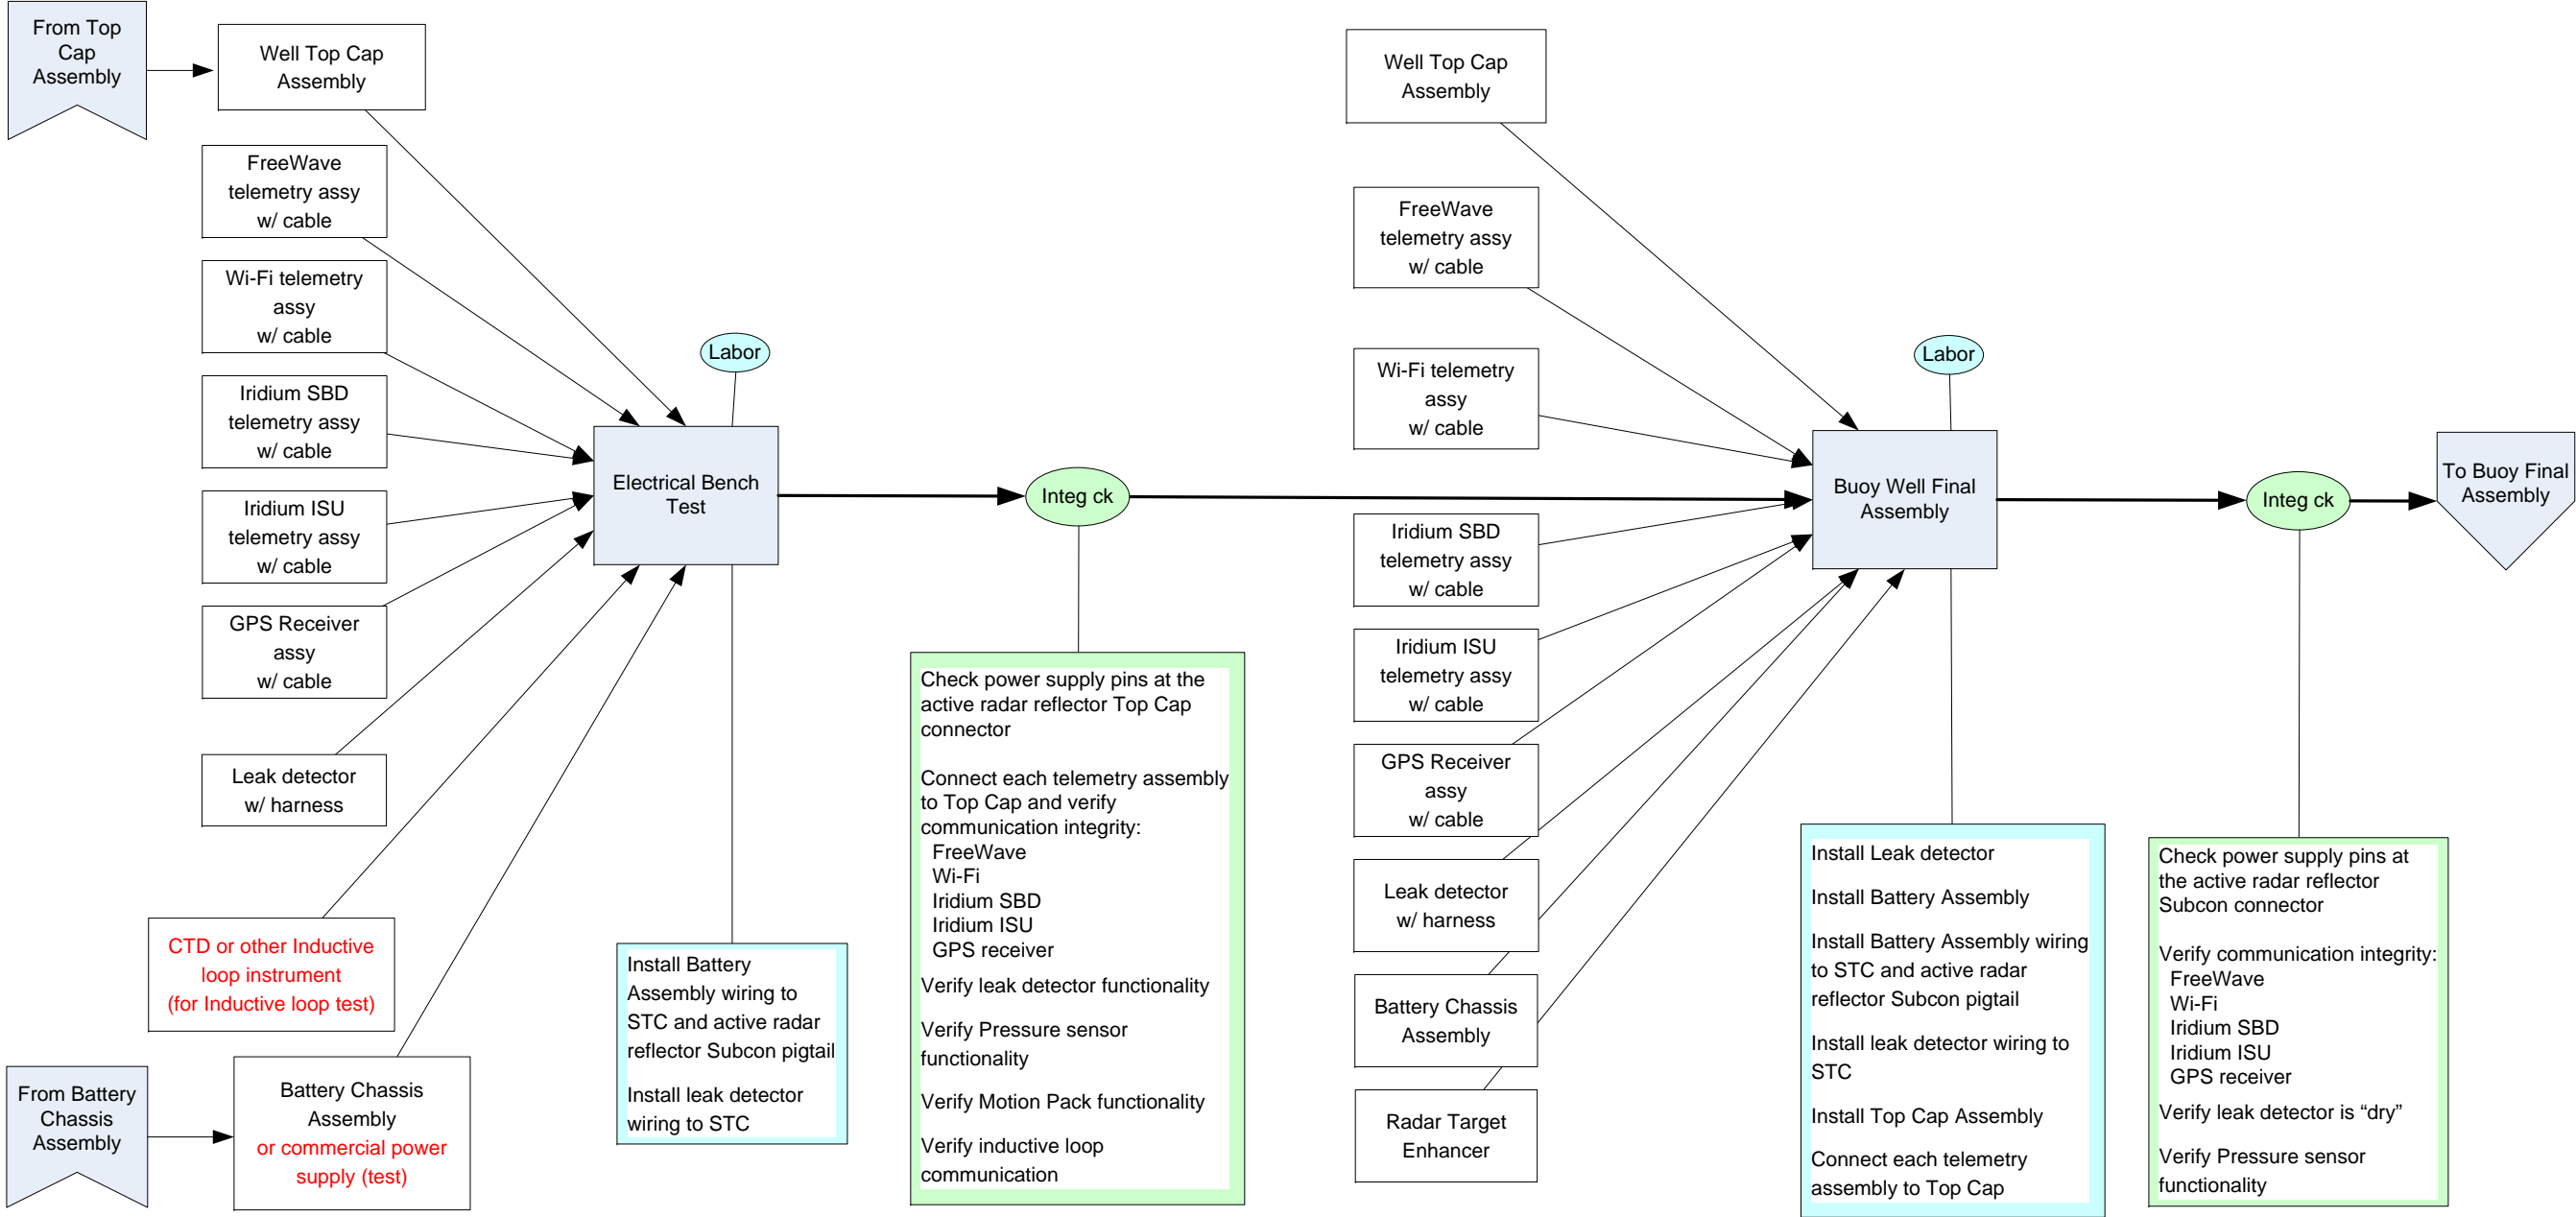 From Top
Cap
Assembly
Well Top Cap
Assembly
FreeWave
telemetry assy
w/ cable
Wi-Fi telemetry
assy
w/ cable
Iridium SBD
telemetry assy
w/ cable
Iridium ISU
telemetry assy
w/ cable
GPS Receiver
assy
w/ cable
Leak detector
w/ harness
CTD or other Inductive
loop instrument
(for Inductive loop test)
From Battery
Chassis
Assembly
Battery Chassis
Assembly
or commercial power
supply (test)
Labor
Electrical Bench
Test
Install Battery
Assembly wiring to
STC and active radar
reflector Subcon pigtail
Install leak detector
wiring to STC
Integ ck
Check power supply pins at the
active radar reflector Top Cap
connector
Connect each telemetry assembly
to Top Cap and verify
communication integrity:
FreeWave
Wi-Fi
Iridium SBD
Iridium ISU
GPS receiver
Verify leak detector functionality
Verify Pressure sensor
functionality
Verify Motion Pack functionality
Verify inductive loop
communication
Well Top Cap
Assembly
FreeWave
telemetry assy
w/ cable
Wi-Fi telemetry
assy
w/ cable
Iridium SBD
telemetry assy
w/ cable
Iridium ISU
telemetry assy
w/ cable
GPS Receiver
assy
w/ cable
Leak detector
w/ harness
Battery Chassis
Assembly
Radar Target
Enhancer
Labor
Buoy Well Final
Assembly
Install Leak detector
Install Battery Assembly
Install Battery Assembly wiring
to STC and active radar
reflector Subcon pigtail
Install leak detector wiring to
STC
Install Top Cap Assembly
Connect each telemetry
assembly to Top Cap
Integ ck
Check power supply pins at
the active radar reflector
Subcon connector
Verify communication integrity:
FreeWave
Wi-Fi
Iridium SBD
Iridium ISU
GPS receiver
Verify leak detector is “dry”
Verify Pressure sensor
functionality
To Buoy Final
Assembly